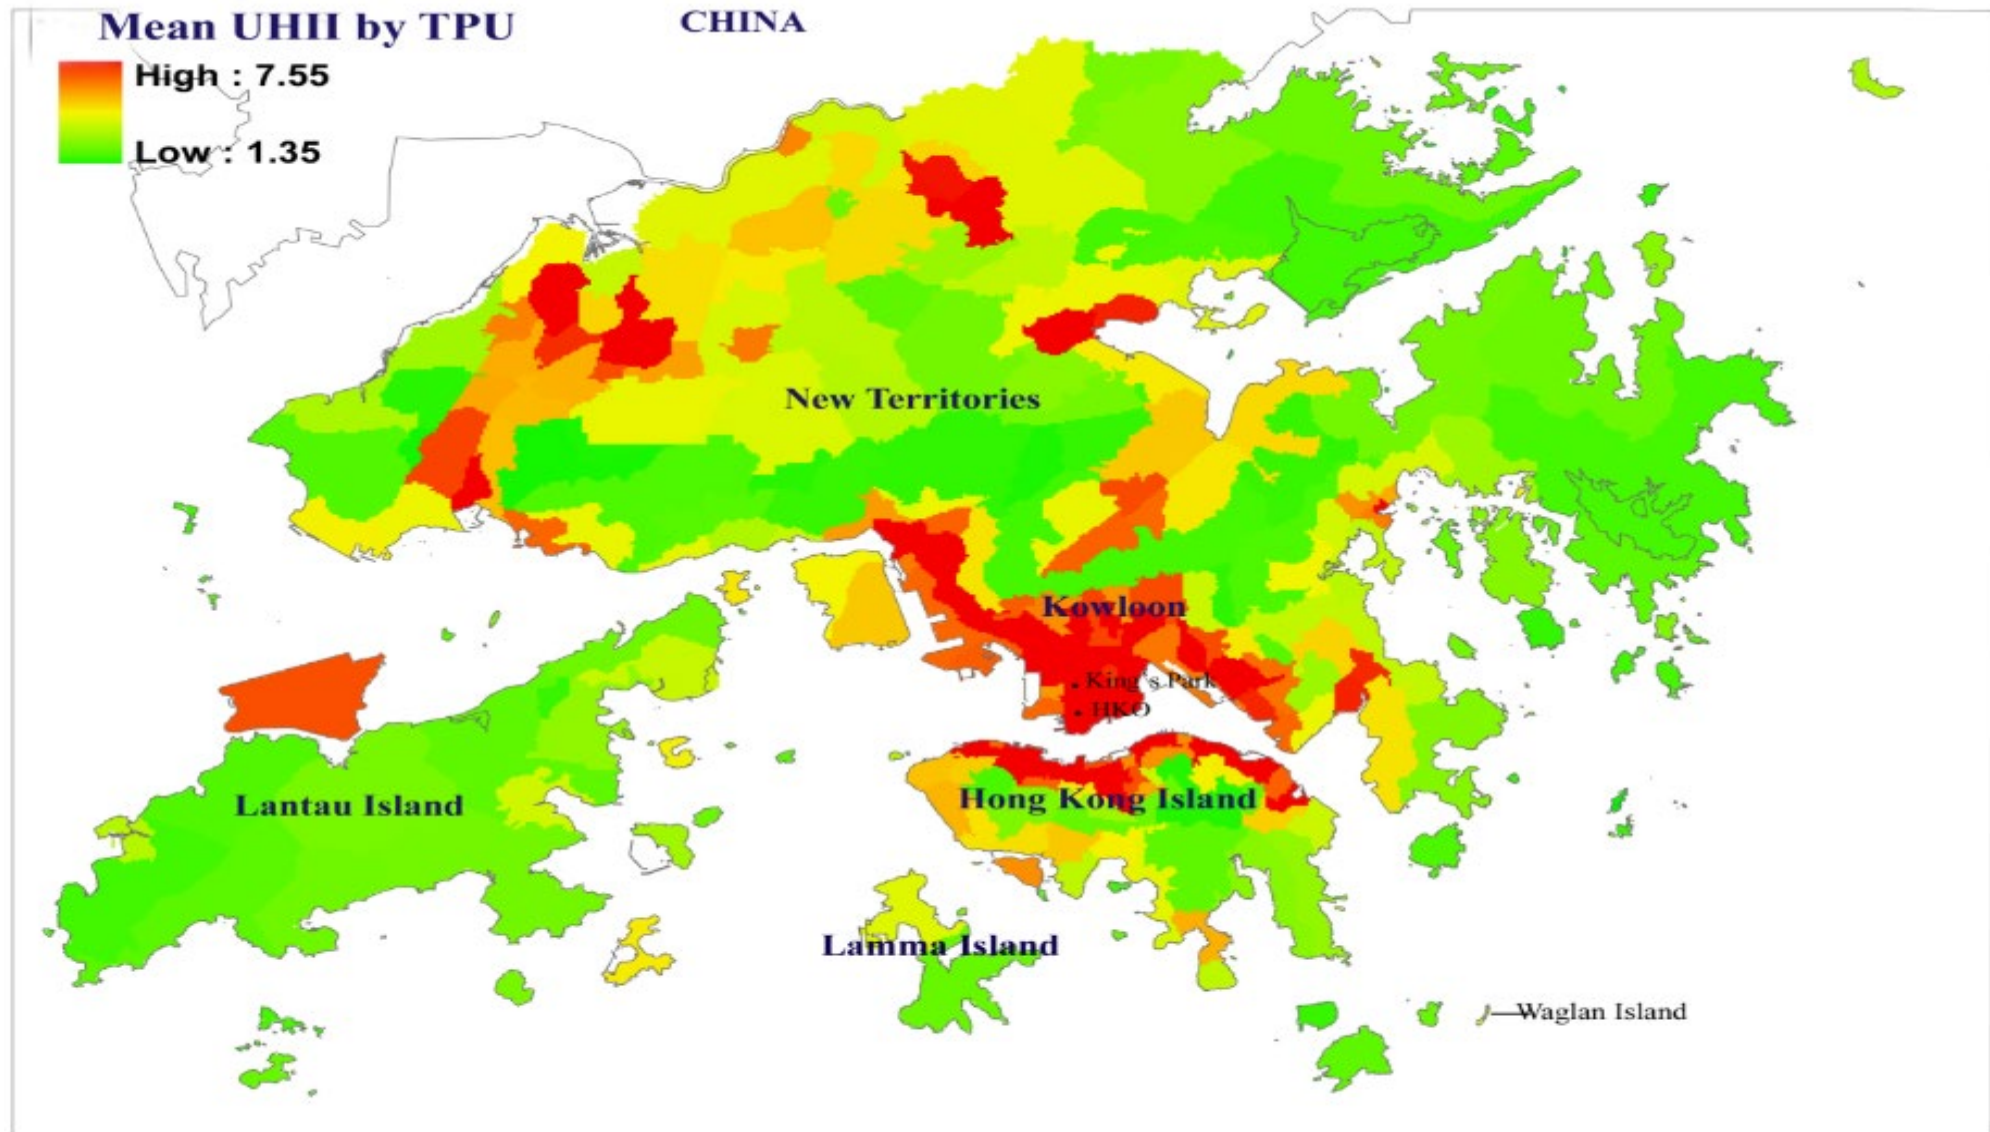 Mean UHII by TPU
CHINA
High : 7.55
Low : 1.35
New Territories
Kowloon
King's Park
HKO
Lantau Island
Hong Kong Island
Lamma Island
Waglan Island